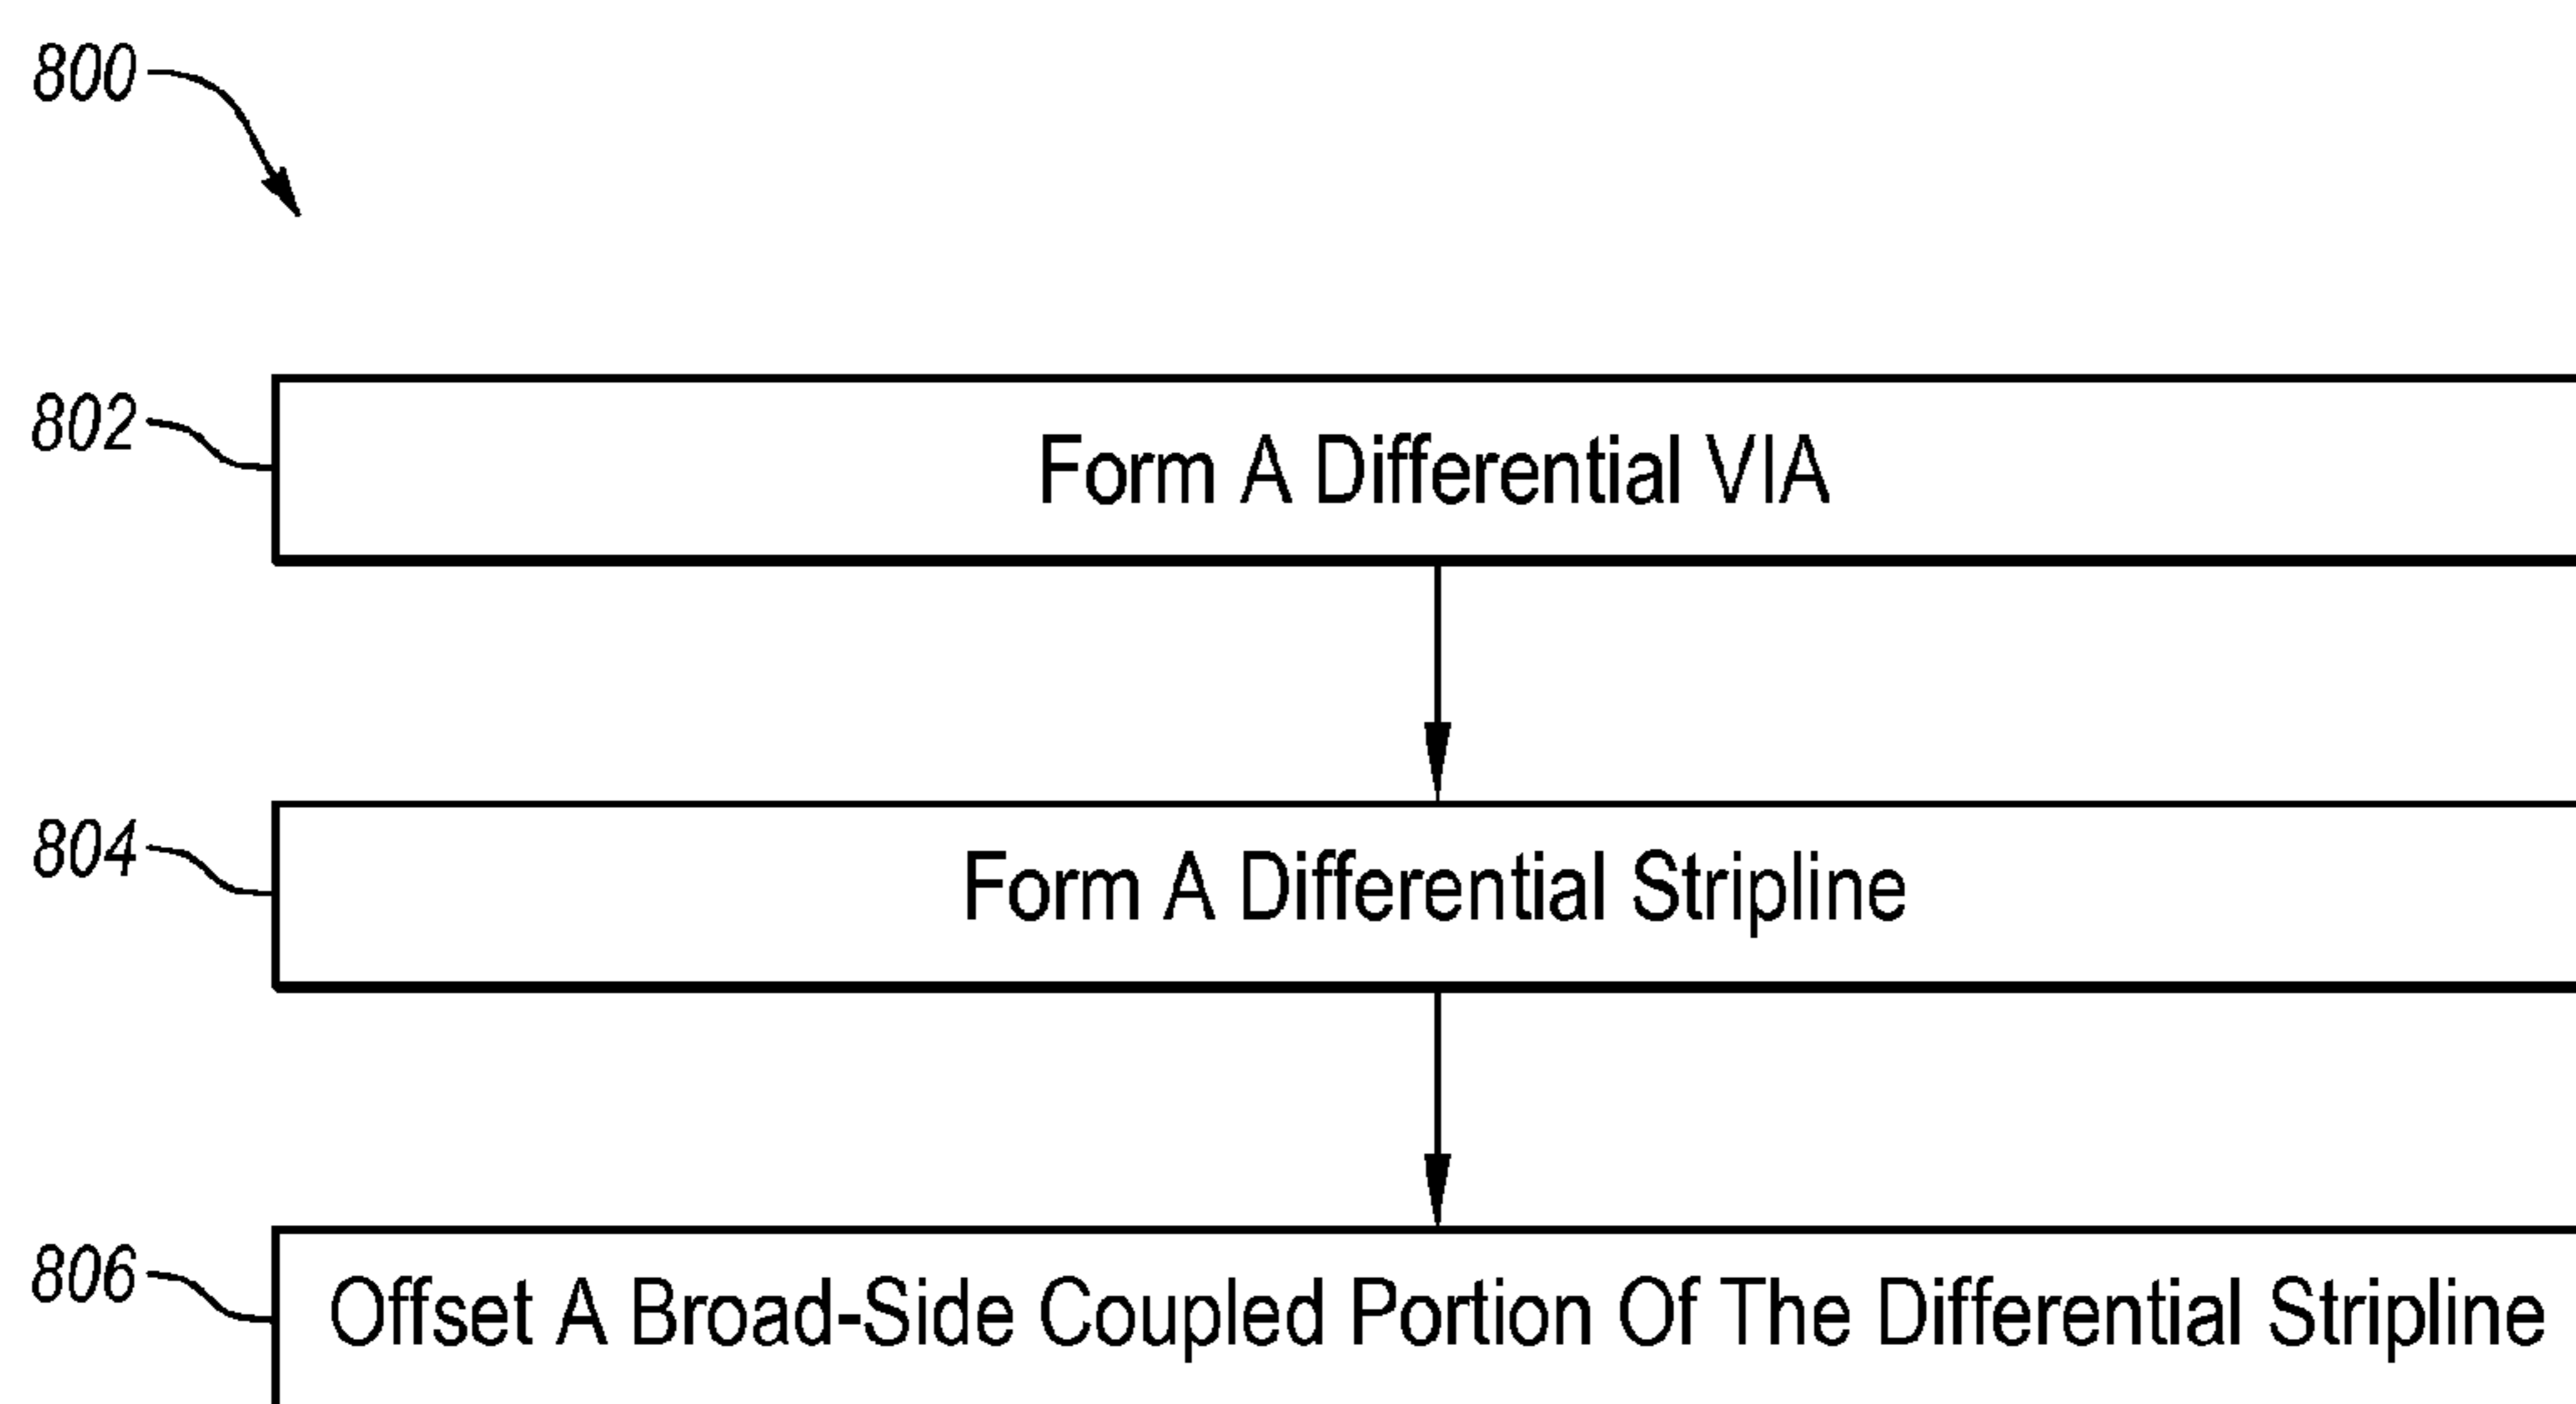 800
802
Form A Differential VIA
804
Form A Differential Stripline
806
Offset A Broad-Side Coupled Portion Of The Differential Stripline